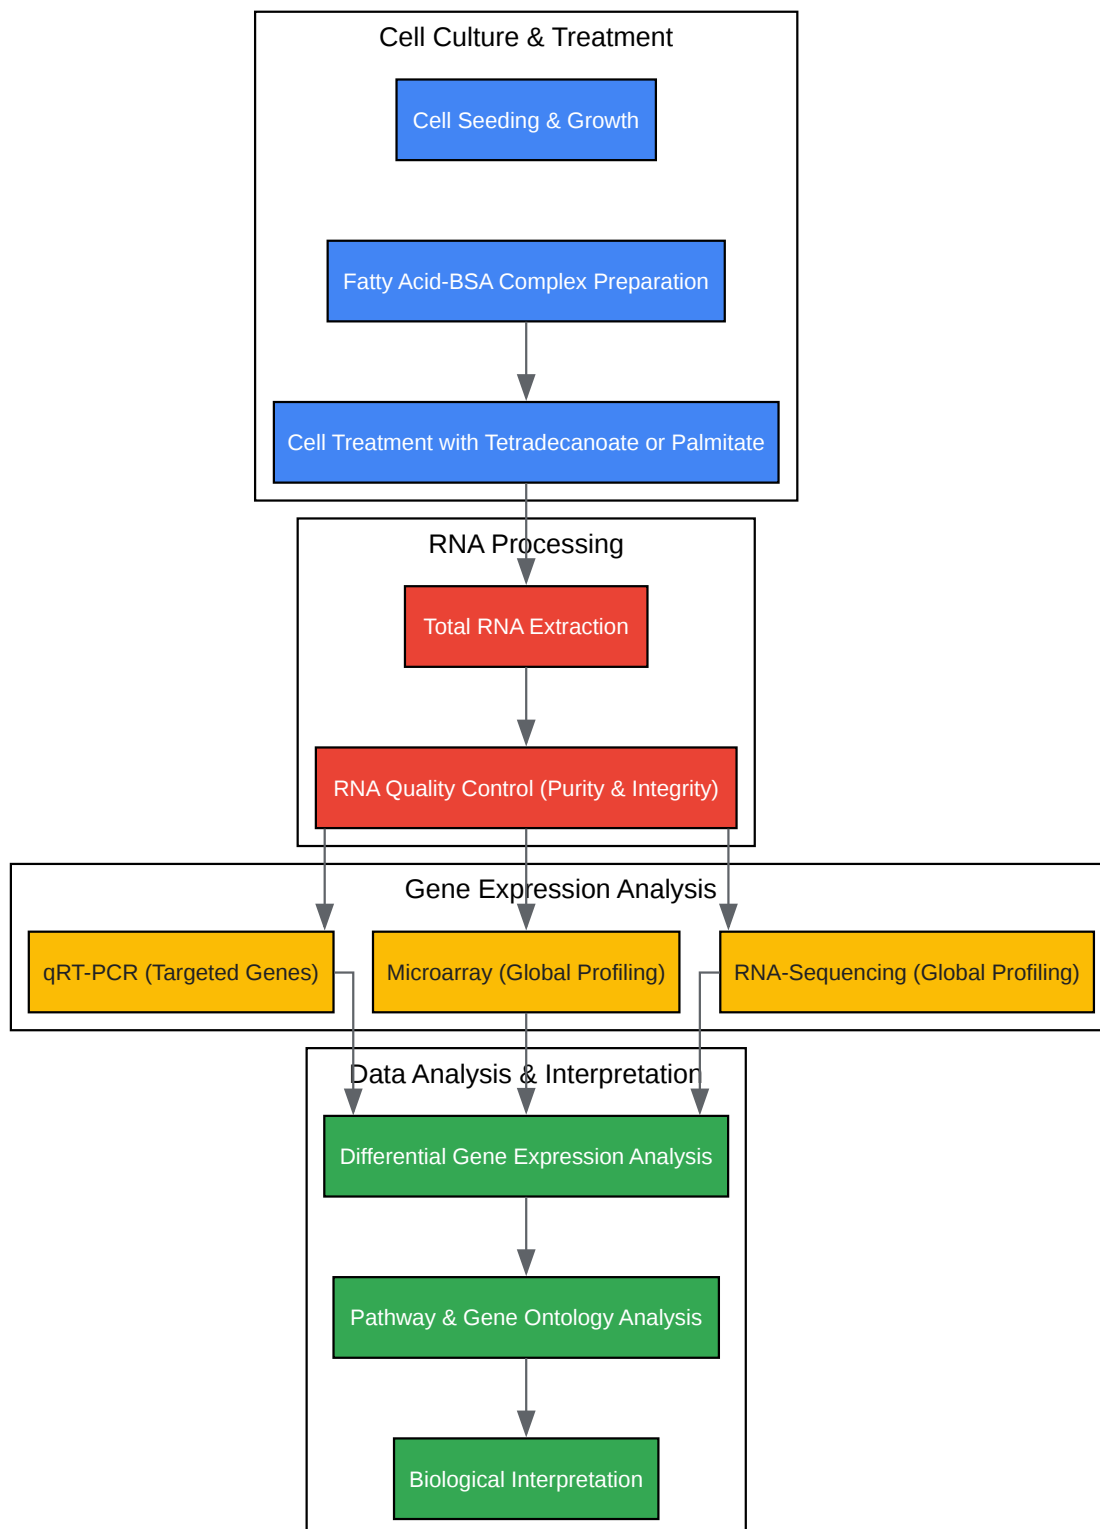 Cell Culture & Treatment
Cell Seeding & Growth
Fatty Acid-BSA Complex Preparation
Cell Treatment with Tetradecanoate or Palmitate
RNA Processing
Total RNA Extraction
RNA Quality Control (Purity & Integrity)
Gene Expression Analysis
qRT-PCR (Targeted Genes)
Microarray (Global Profiling)
RNA-Sequencing (Global Profiling)
Data Analysis & Interpretation
Differential Gene Expression Analysis
Pathway & Gene Ontology Analysis
Biological Interpretation